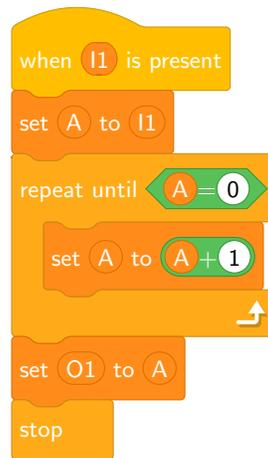 when I1 is present
set A to I1
repeat until A = 0
set A to A + 1
set O1 to A
stop